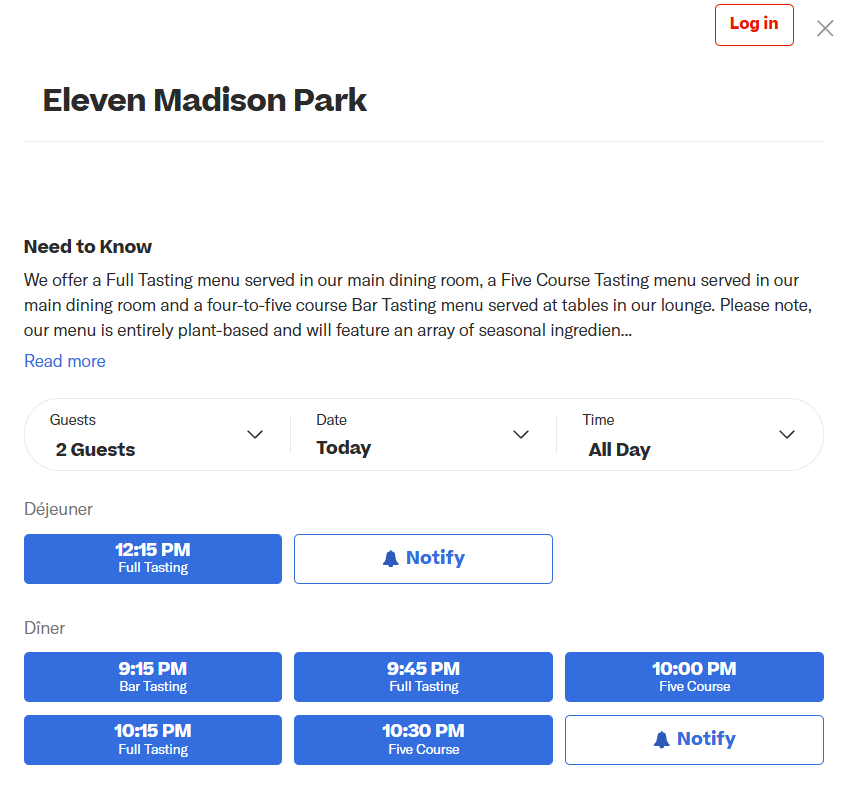 Log in
Eleven Madison Park
Need to Know
We offer a Full Tasting menu served in our main dining room, a Five Course Tasting menu served in our
main dining room and a four-to-five course Bar Tasting menu served at tables in our lounge. Please note,
our menu is entirely plant-based and will feature an array of seasonal ingredien...
Read more
Guests
2 Guests
Date
Today
Time
All Day
Déjeuner
12:15 PM
Full Tasting
Notify
Dîner
9:15 PM
Bar Tasting
9:45 PM
Full Tasting
10:00 PM
Five Course
10:15 PM
Full Tasting
10:30 PM
Five Course
Notify